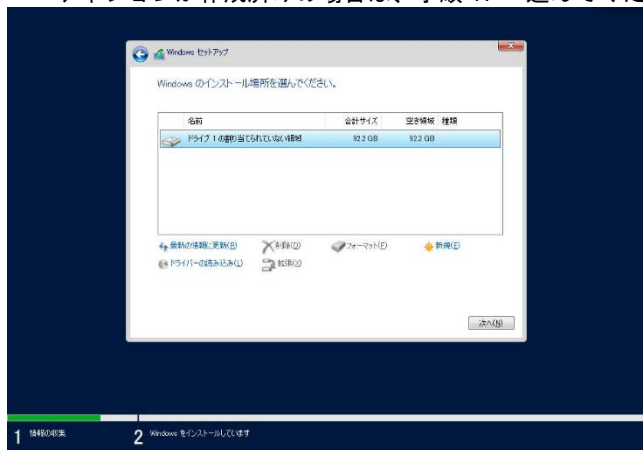 Windows セットアップ
Windows のインストール場所を選んでください。
名前 合計サイズ 空き領域 種類
ドライブ 1 の割り当てられていない領域 92.2 GB 92.2 GB
最新の情報に更新(R) 削除(D) フォーマット(F) 新規(E)
ドライバーの読み込み(L) 拡張(X)
次へ(N)
1 情報の収集 2 Windows をインストールしています